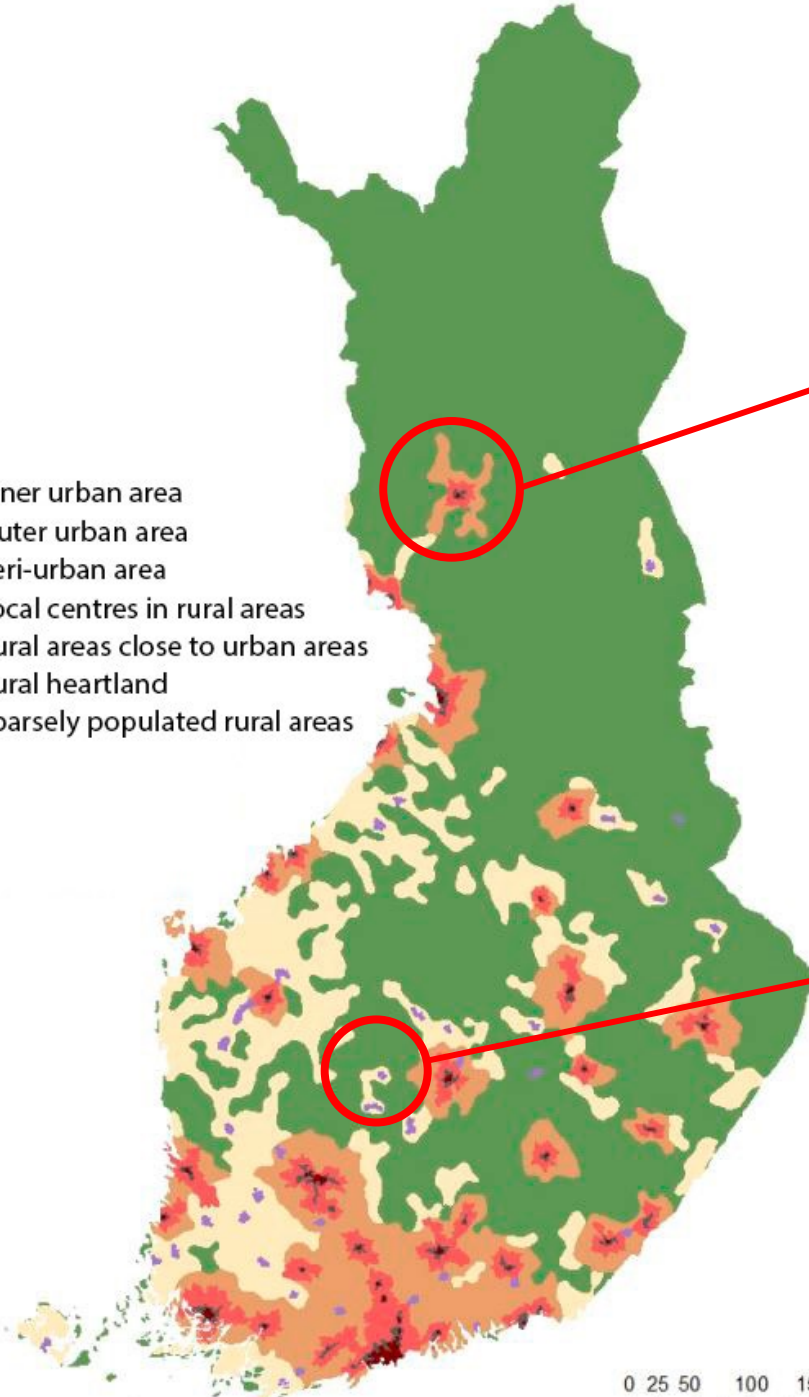 ner urban area
uter urban area
eri-urban area
ocal centres in rural areas
ural areas close to urban areas
ural heartland
parsely populated rural areas
0 25 50 100 1